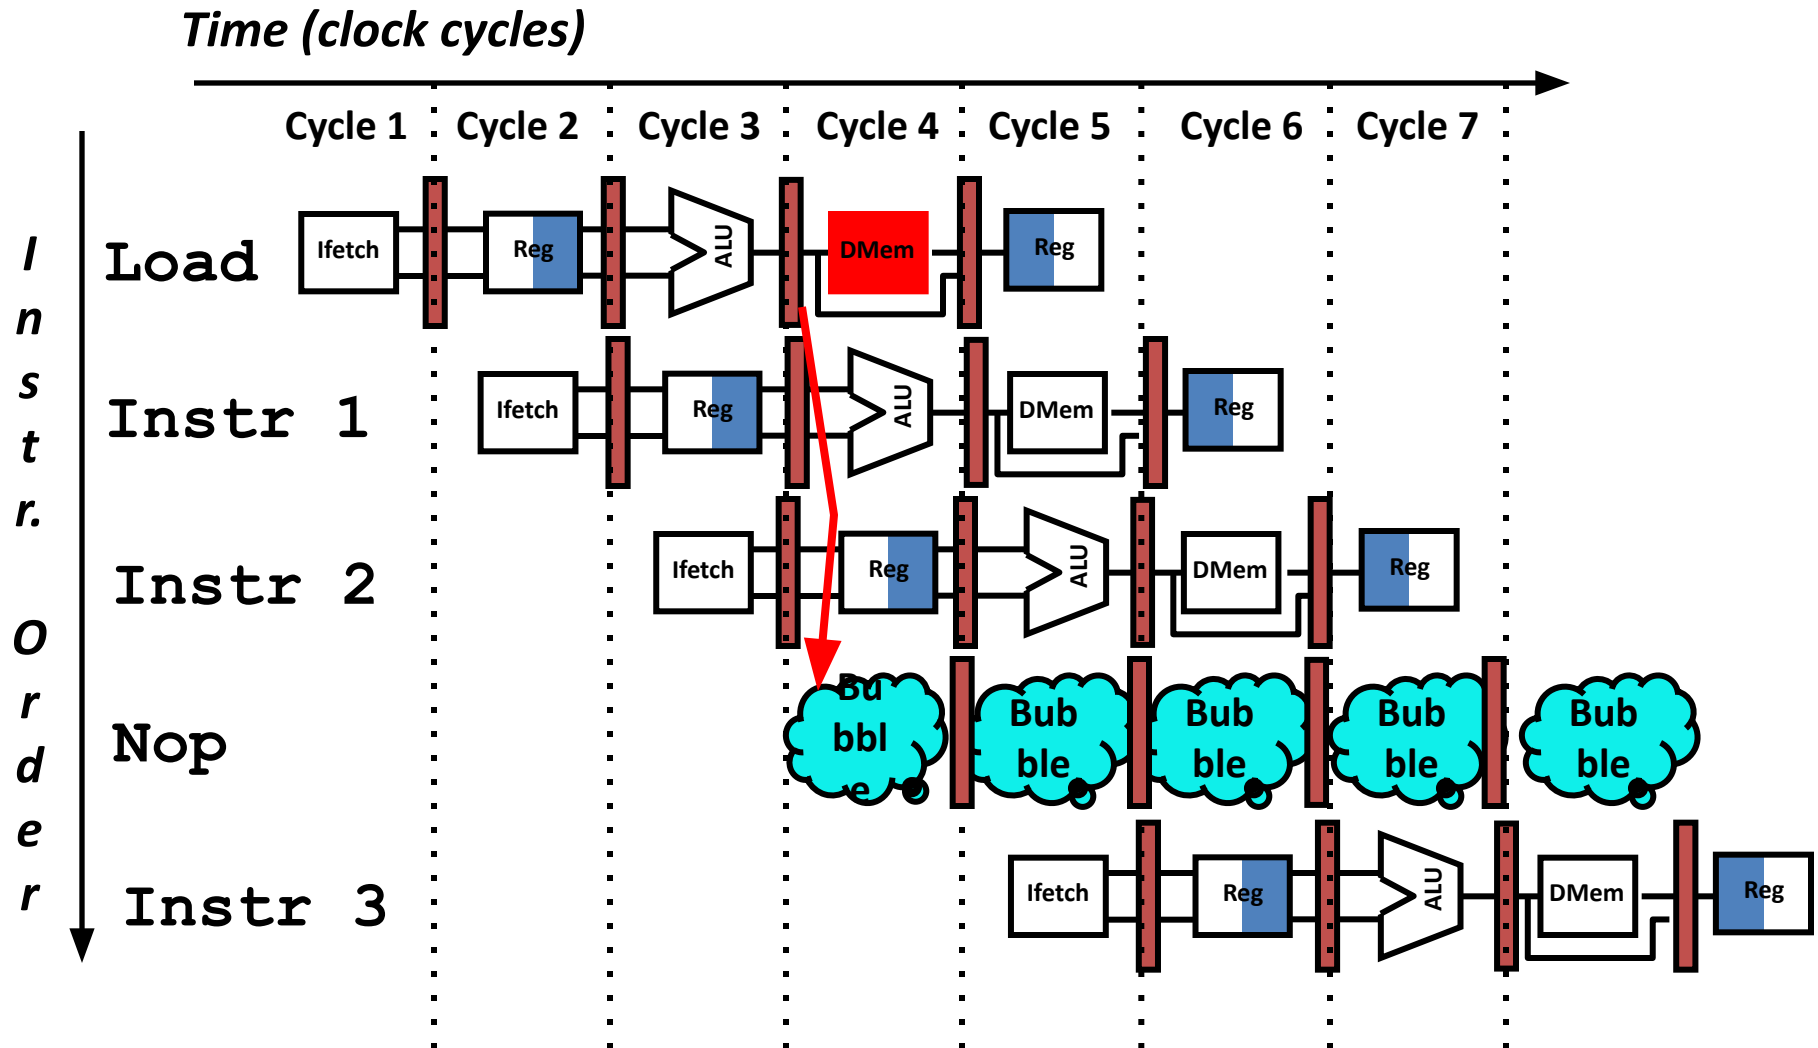 Time (clock cycles)
Cycle 1 Cycle 2 Cycle 3 Cycle 4 Cycle 5 Cycle 6 Cycle 7
Instr. Order
Load Ifetch Reg ALU DMem Reg
Instr 1 Ifetch Reg ALU DMem Reg
Instr 2 Ifetch Reg ALU DMem Reg
Nop
Bu
bbl
e
Bub
ble
Bub
ble
Bub
ble
Bub
ble
Instr 3 Ifetch Reg ALU DMem Reg